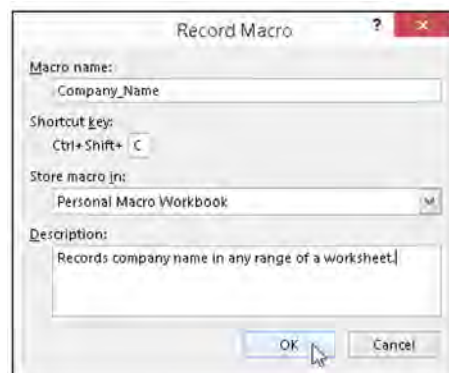 Record Macro
?
Macro name:
Company_Name
Shortcut key:
Ctrl+Shift+ C
Store macro in:
Personal Macro Workbook
Description:
Records company name in any range of a worksheet.
OK Cancel